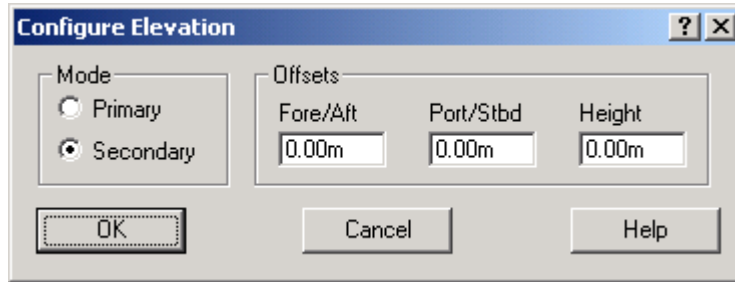 Configure Elevation
Mode
Primary
Secondary
Offsets
Fore/Aft
Port/Stbd
Height
0.00m
0.00m
0.00m
OK
Cancel
Help